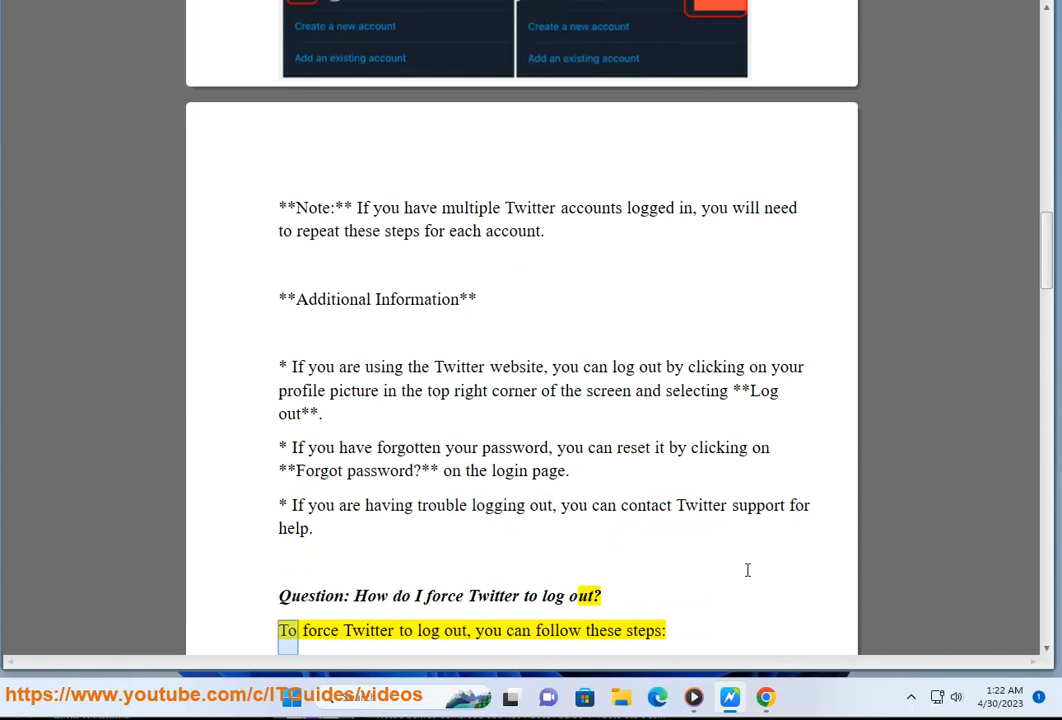 Create a new account Create a new account
Add an existing account Add an existing account
**Note:** If you have multiple Twitter accounts logged in, you will need
to repeat these steps for each account.
**Additional Information**
* If you are using the Twitter website, you can log out by clicking on your
profile picture in the top right corner of the screen and selecting **Log
out**.
* If you have forgotten your password, you can reset it by clicking on
**Forgot password?** on the login page.
* If you are having trouble logging out, you can contact Twitter support for
help.
Question: How do I force Twitter to log out?
To force Twitter to log out, you can follow these steps:
https://www.youtube.com/c/ITGuides/videos
1:22 AM
4/30/2023